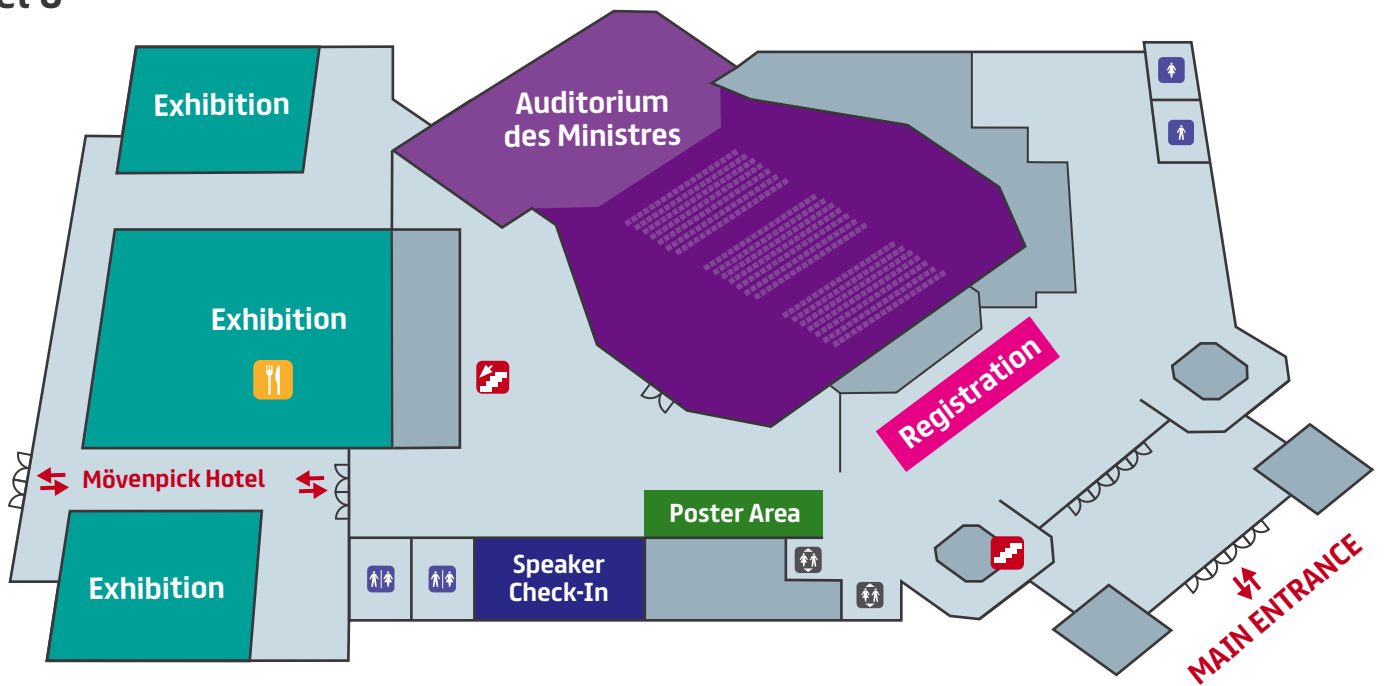 Exhibition
Auditorium
des Ministres
Exhibition
Registration
Mövenpick Hotel
Poster Area
Speaker
Check-In
Exhibition
MAIN ENTRANCE